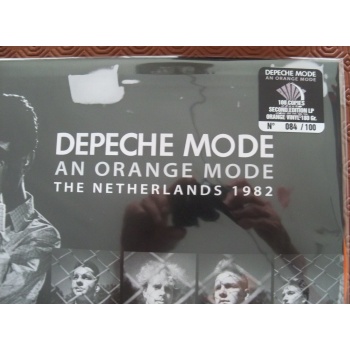 DEPECHE MODE
AN ORANGE MODE
100 COPIES
SECOND EDITION LP
ORANGE VINYL 180 Gr.
N° 084 / 100
DEPECHE MODE
AN ORANGE MODE
THE NETHERLANDS 1982